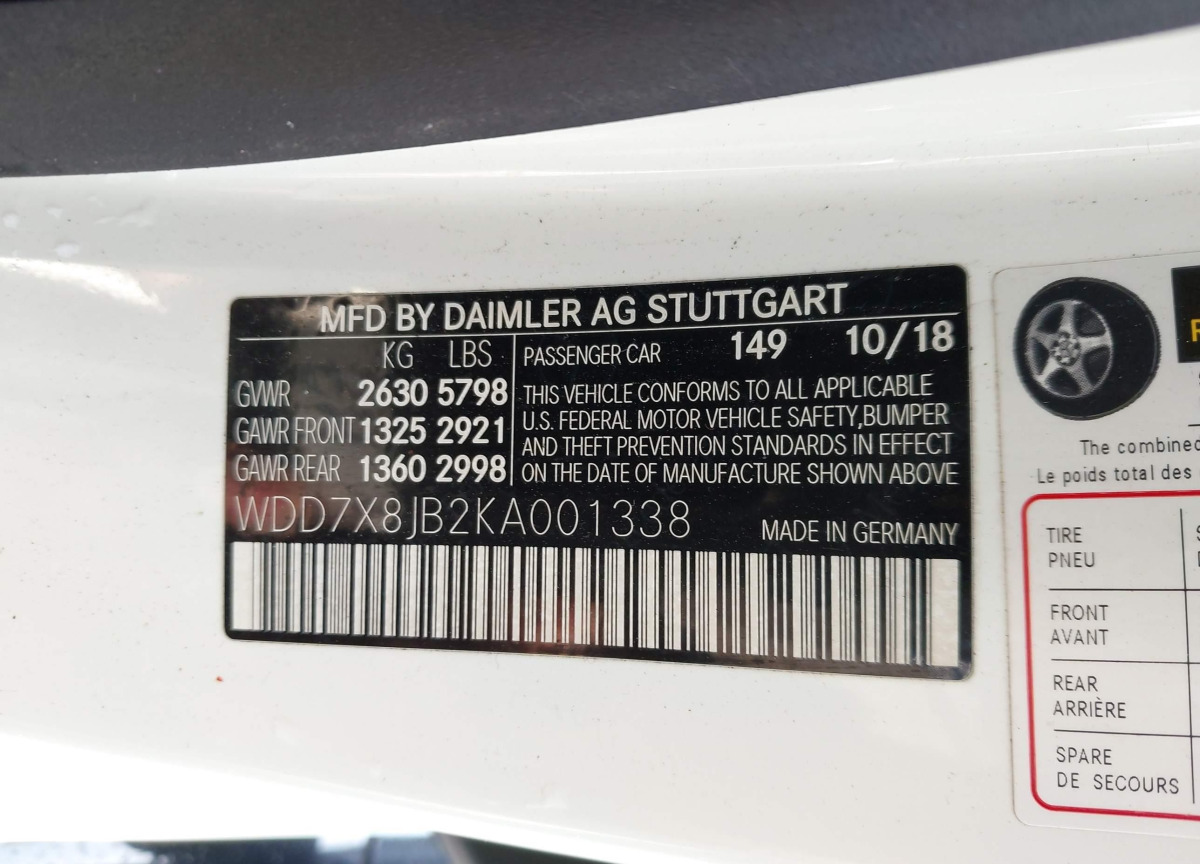 MFD BY DAIMLER AG STUTTGART
KG LBS
PASSENGER CAR 149 10/18
GVWR 2630 5798
GAWR FRONT 1325 2921
GAWR REAR 1360 2998
THIS VEHICLE CONFORMS TO ALL APPLICABLE
U.S. FEDERAL MOTOR VEHICLE SAFETY,BUMPER
AND THEFT PREVENTION STANDARDS IN EFFECT
ON THE DATE OF MANUFACTURE SHOWN ABOVE
WDD7X8JB2KA001338
MADE IN GERMANY
The combined
Le poids total des
TIRE
PNEU
FRONT
AVANT
REAR
ARRIÈRE
SPARE
DE SECOURS